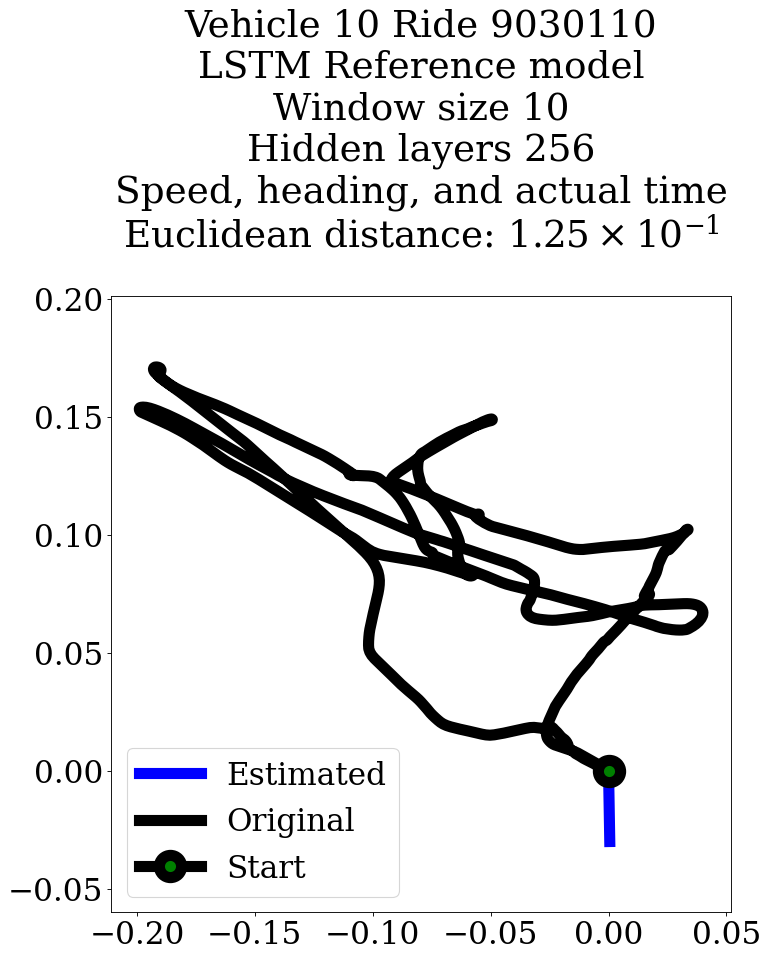 Vehicle 10 Ride 9030110
LSTM Reference model
Window size 10
Hidden layers 256
Speed, heading, and actual time
Euclidean distance: 1.25 × 10⁻¹
0.20
0.15
0.10
0.05
0.00
−0.05
Estimated
Original
Start
−0.20 −0.15 −0.10 −0.05 0.00 0.05